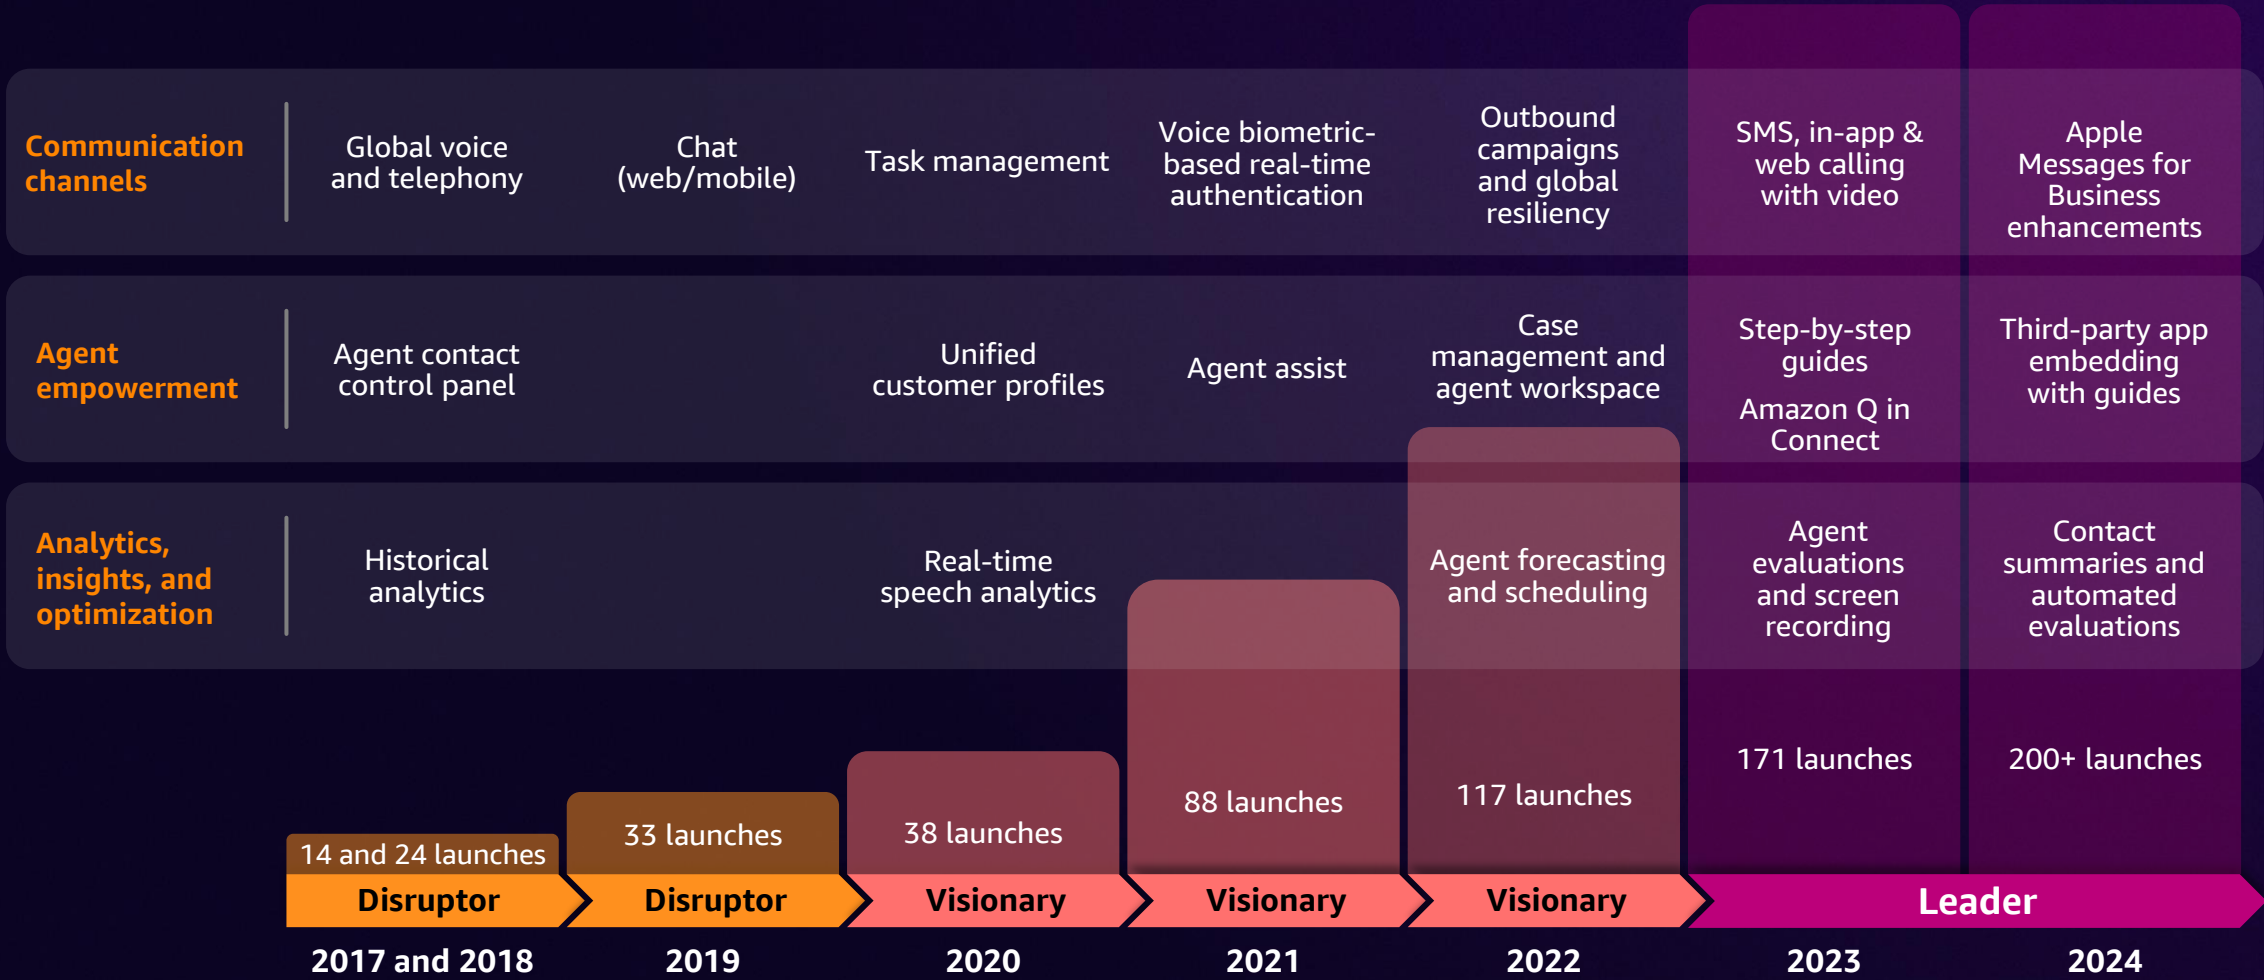 Communication
channels
Global voice
and telephony
Chat
(web/mobile)
Task management
Voice biometric-
based real-time
authentication
Outbound
campaigns
and global
resiliency
SMS, in-app &
web calling
with video
Apple
Messages for
Business
enhancements
Agent
empowerment
Agent contact
control panel
Unified
customer profiles
Agent assist
Case
management and
agent workspace
Step-by-step
guides
Amazon Q in
Connect
Third-party app
embedding
with guides
Analytics,
insights, and
optimization
Historical
analytics
Real-time
speech analytics
Agent forecasting
and scheduling
Agent
evaluations
and screen
recording
Contact
summaries and
automated
evaluations
14 and 24 launches
33 launches
38 launches
88 launches
117 launches
171 launches
200+ launches
Disruptor
Disruptor
Visionary
Visionary
Visionary
Leader
2017 and 2018
2019
2020
2021
2022
2023
2024